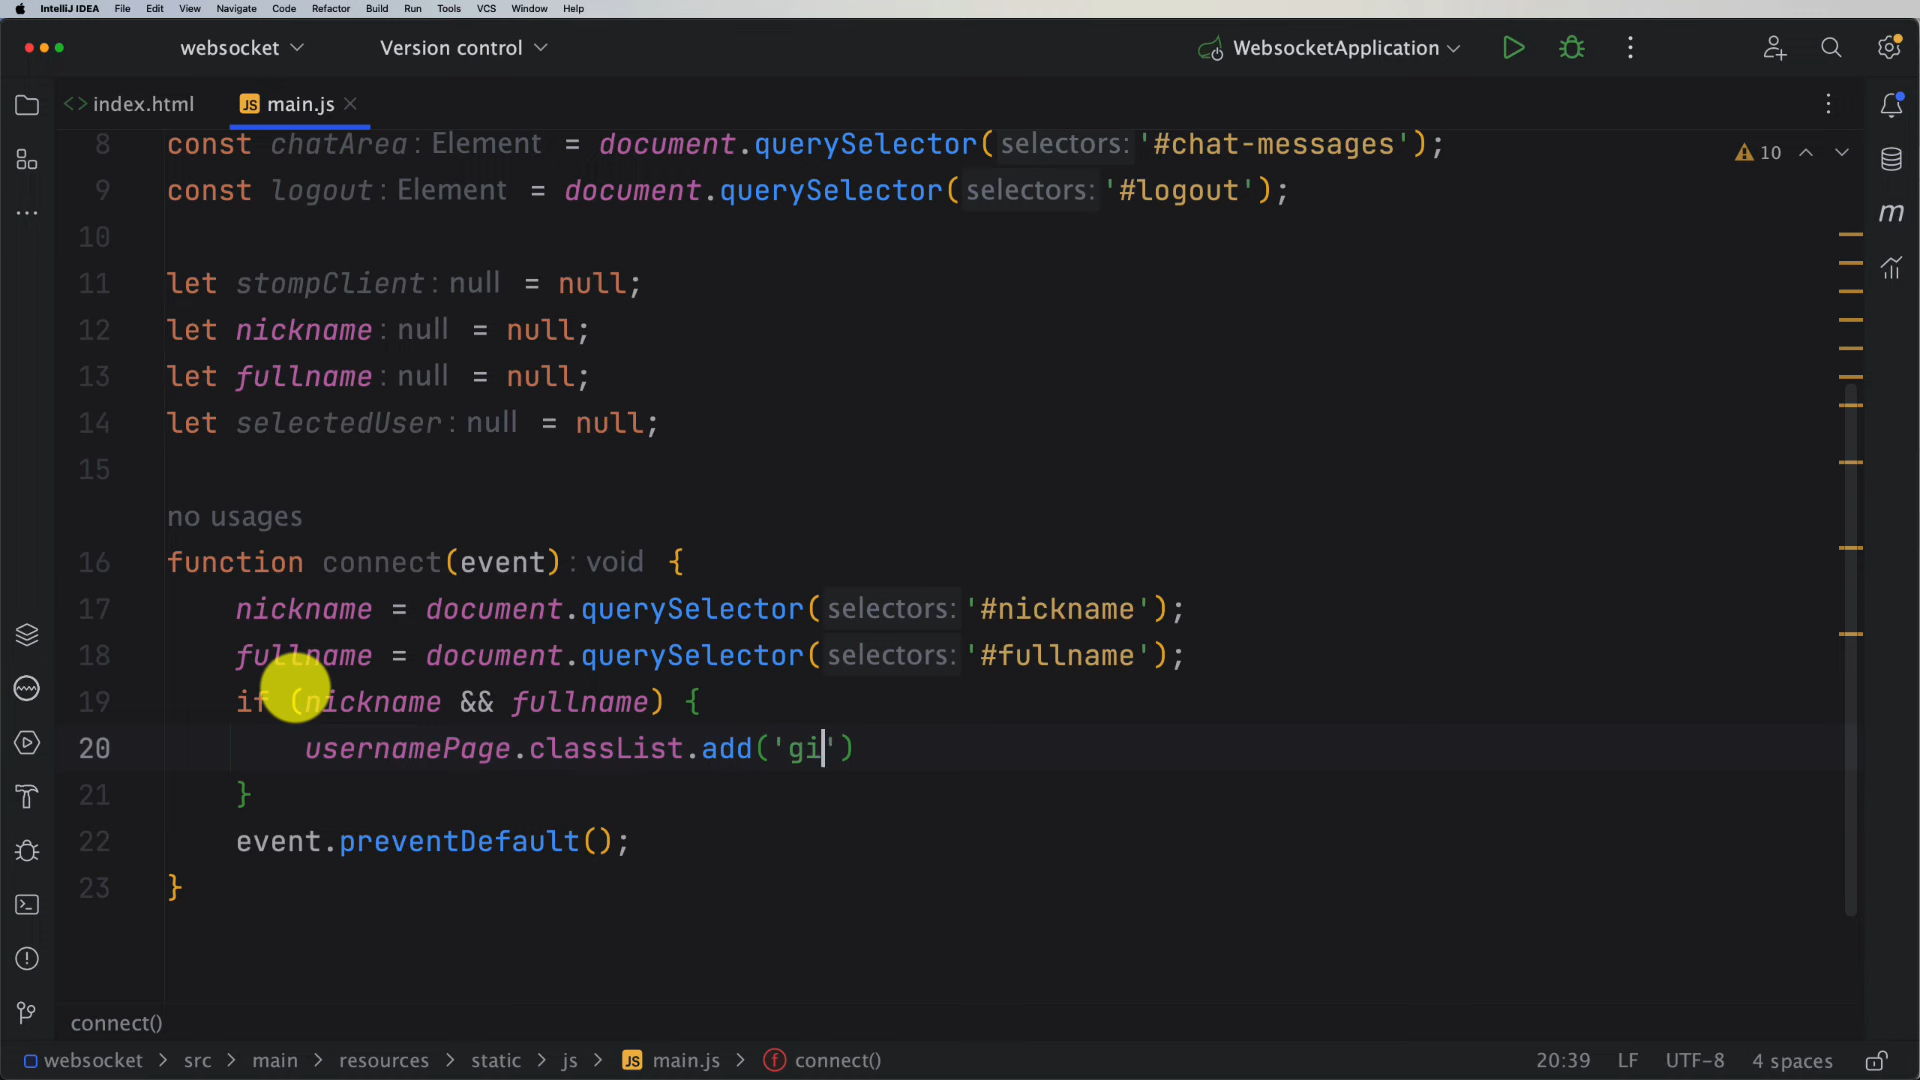 IntelliJ IDEA File Edit View Navigate Code Refactor Build Run Tools VCS Window Help
websocket Version control WebsocketApplication
index.html JS main.js
8 const chatArea: Element = document.querySelector( selectors: '#chat-messages');
10
9 const logout: Element = document.querySelector( selectors: '#logout');
10
11 let stompClient: null = null;
12 let nickname: null = null;
13 let fullname: null = null;
14 let selectedUser: null = null;
15
no usages
16 function connect(event): void {
17 nickname = document.querySelector( selectors: '#nickname');
18 fullname = document.querySelector( selectors: '#fullname');
19 if (nickname && fullname) {
20 usernamePage.classList.add('gi')
21 }
22 event.preventDefault();
23 }
connect()
websocket > src > main > resources > static > js > JS main.js > f connect() 20:39 LF UTF-8 4 spaces